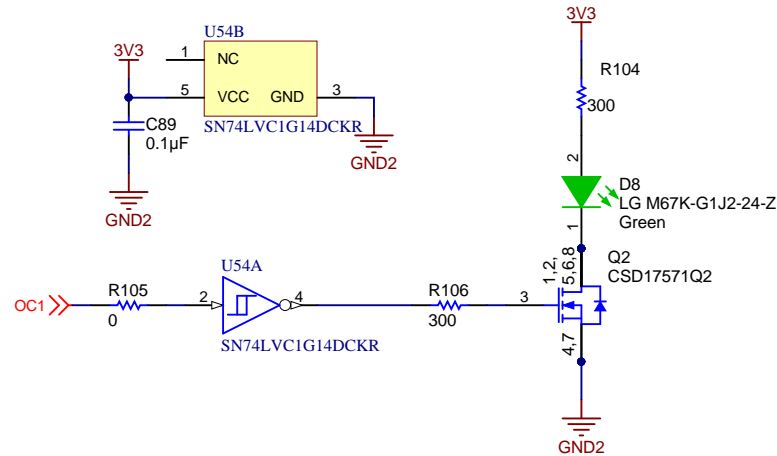 U54B
3V3
1
NC
5
VCC
GND
3
SN74LVC1G14DCKR
C89
0.1µF
GND2
GND2
3V3
R104
300
2
D8
LG M67K-G1J2-24-Z
Green
1
1,2,
5,6,8
Q2
CSD17571Q2
OC1
R105
0
2
U54A
4
SN74LVC1G14DCKR
R106
300
3
4,7
GND2